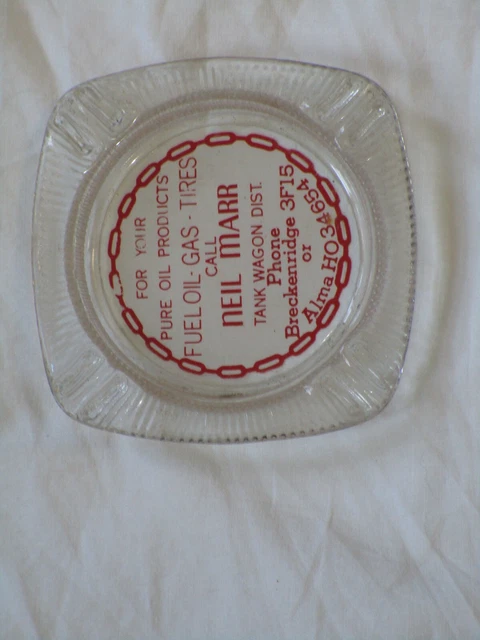 FOR YOUR
PURE OIL PRODUCTS
FUEL OIL - GAS - TIRES
CALL
NEIL MARR
TANK WAGON DIST.
Phone
Breckenridge 3F15
or
Alma HO3A654